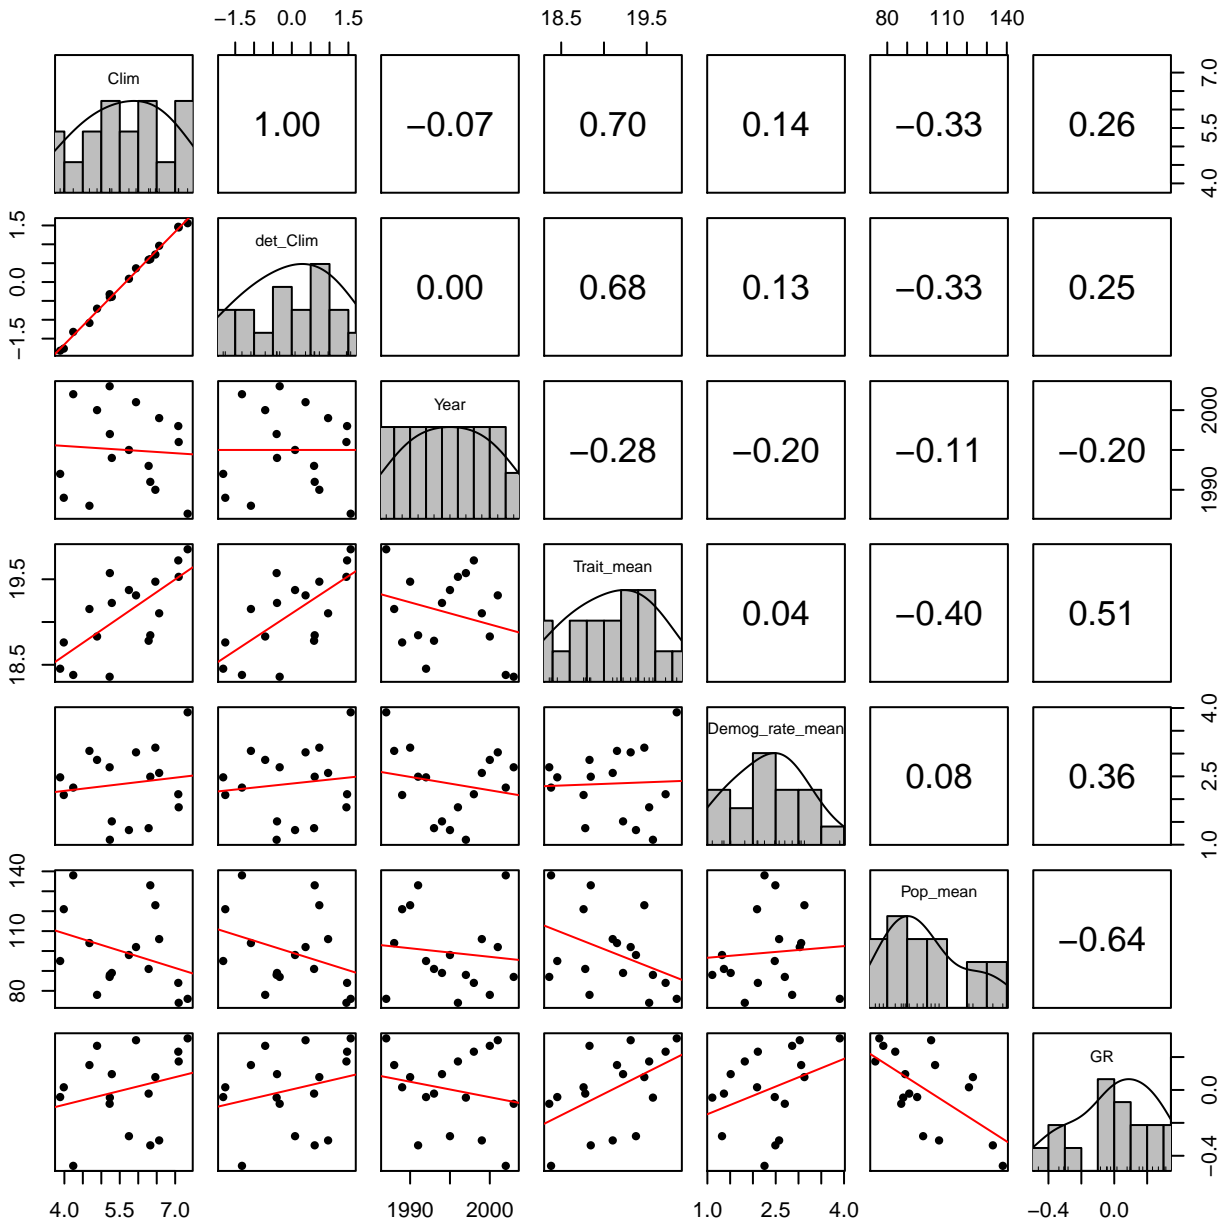 −1.5 0.0 1.5 18.5 19.5 80 110 140
Clim
1.00 −0.07 0.70 0.14 −0.33 0.26
4.0 5.5 7.0
−1.5 0.0 1.5
det_Clim
0.00 0.68 0.13 −0.33 0.25
Year
−0.28 −0.20 −0.11 −0.20
1990 2000
18.5 19.5
Trait_mean
0.04 −0.40 0.51
Demog_rate_mean
0.08 0.36
1.0 2.5 4.0
80 110 140
Pop_mean
−0.64
GR
−0.4 0.0
4.0 5.5 7.0 1990 2000 1.0 2.5 4.0 −0.4 0.0